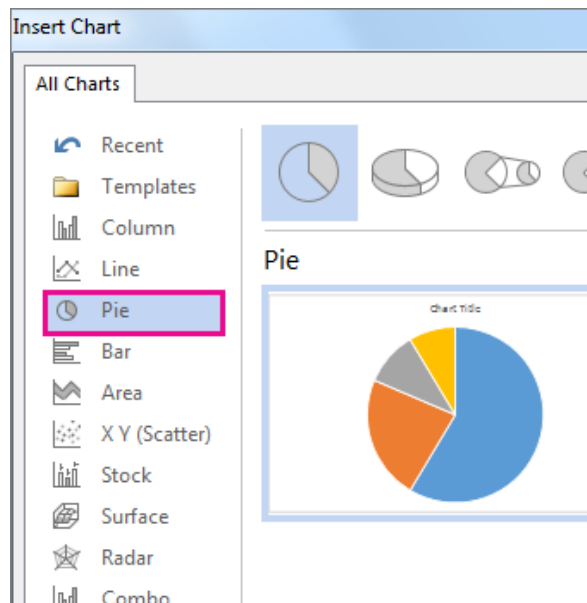 Insert Chart
All Charts
Recent
Templates
Column
Line
Pie
Bar
Area
X Y (Scatter)
Stock
Surface
Radar
Combo
Pie
Chart Title